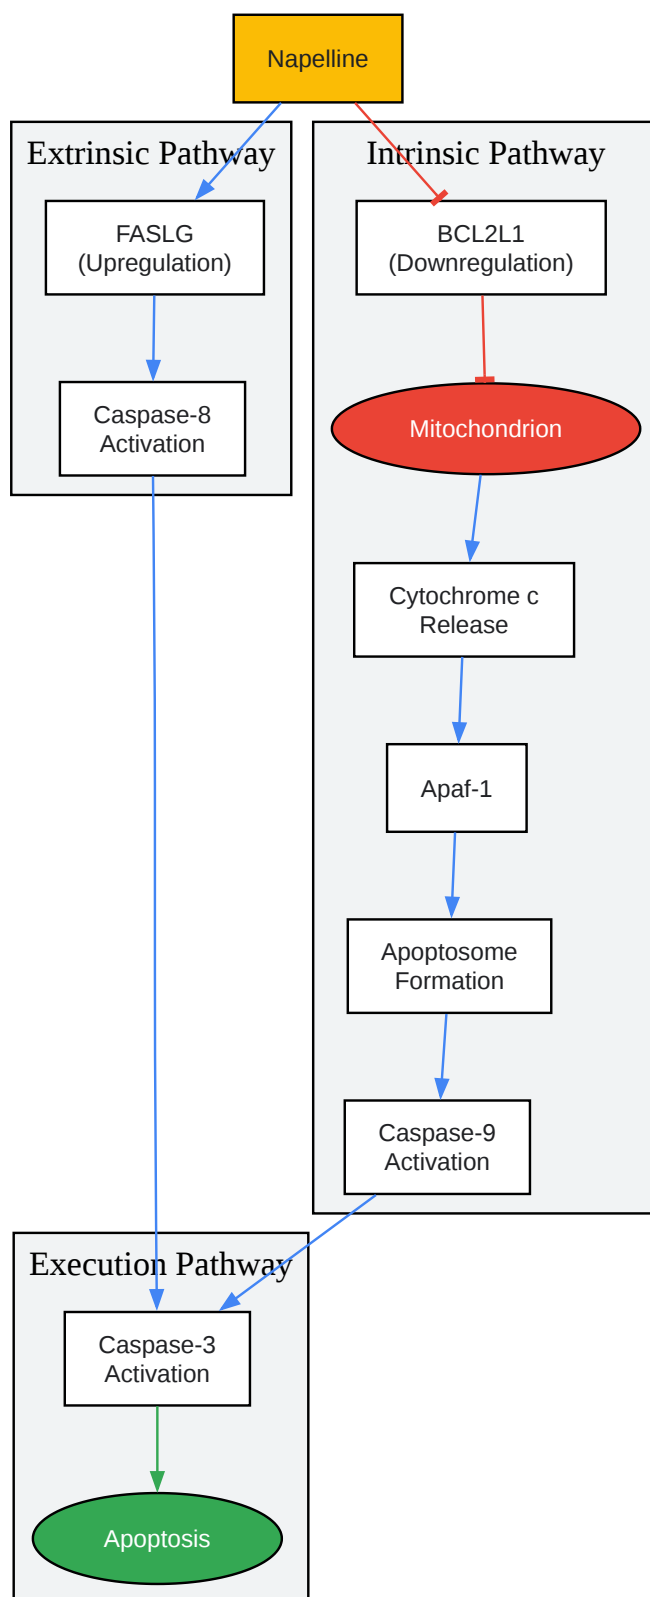 Napelline
Extrinsic Pathway
FASLG
(Upregulation)
Caspase-8
Activation
Intrinsic Pathway
BCL2L1
(Downregulation)
Mitochondrion
Cytochrome c
Release
Apaf-1
Apoptosome
Formation
Caspase-9
Activation
Execution Pathway
Caspase-3
Activation
Apoptosis